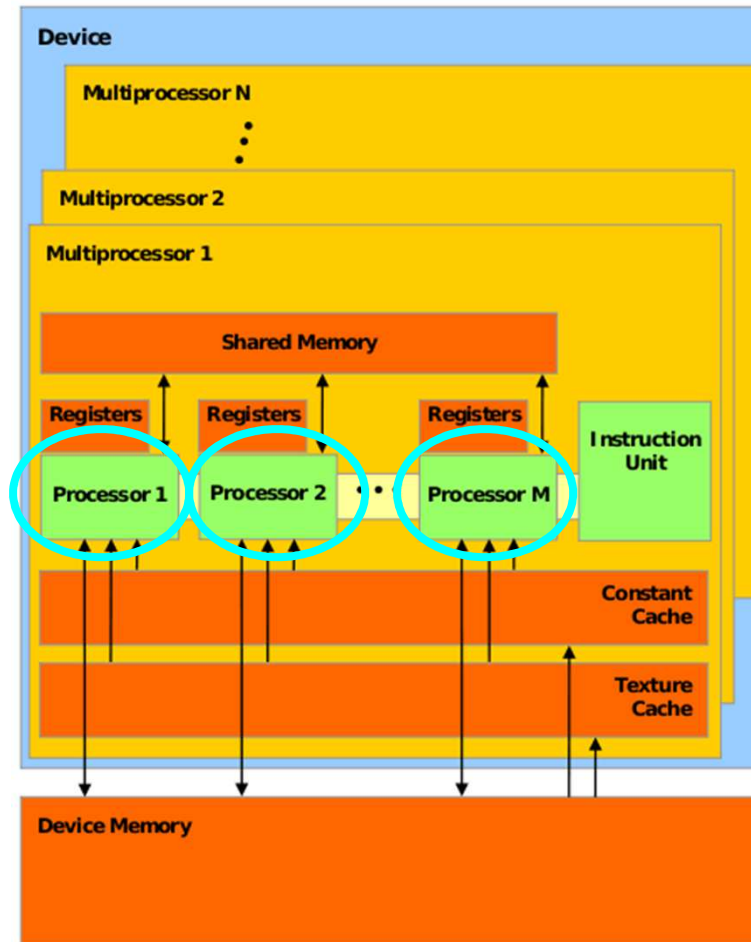 Device
Multiprocessor N
Multiprocessor 2
Multiprocessor 1
Shared Memory
Registers
Registers
Registers
Instruction
Unit
Processor 1
Processor 2
Processor M
Constant
Cache
Texture
Cache
Device Memory